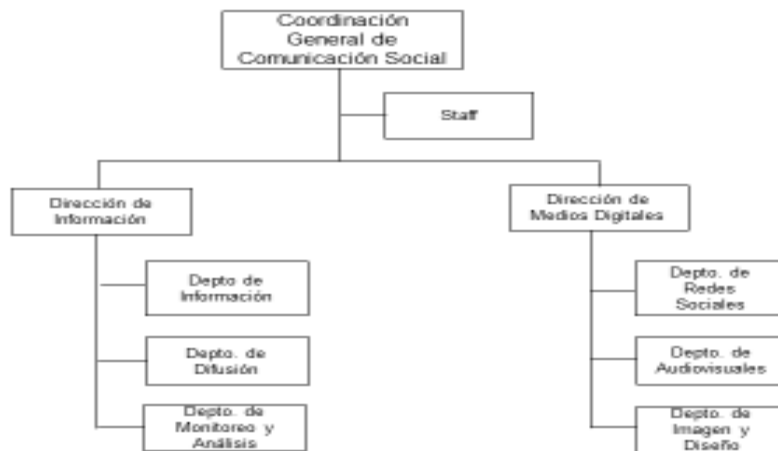 Coordinación
General de
Comunicación Social
Staff
Dirección de
Información
Dirección de
Medios Digitales
Depto de
Información
Depto. de
Difusión
Depto. de
Monitoreo y
Análisis
Depto. de
Redes
Sociales
Depto. de
Audiovisuales
Depto. de
Imagen y
Diseño